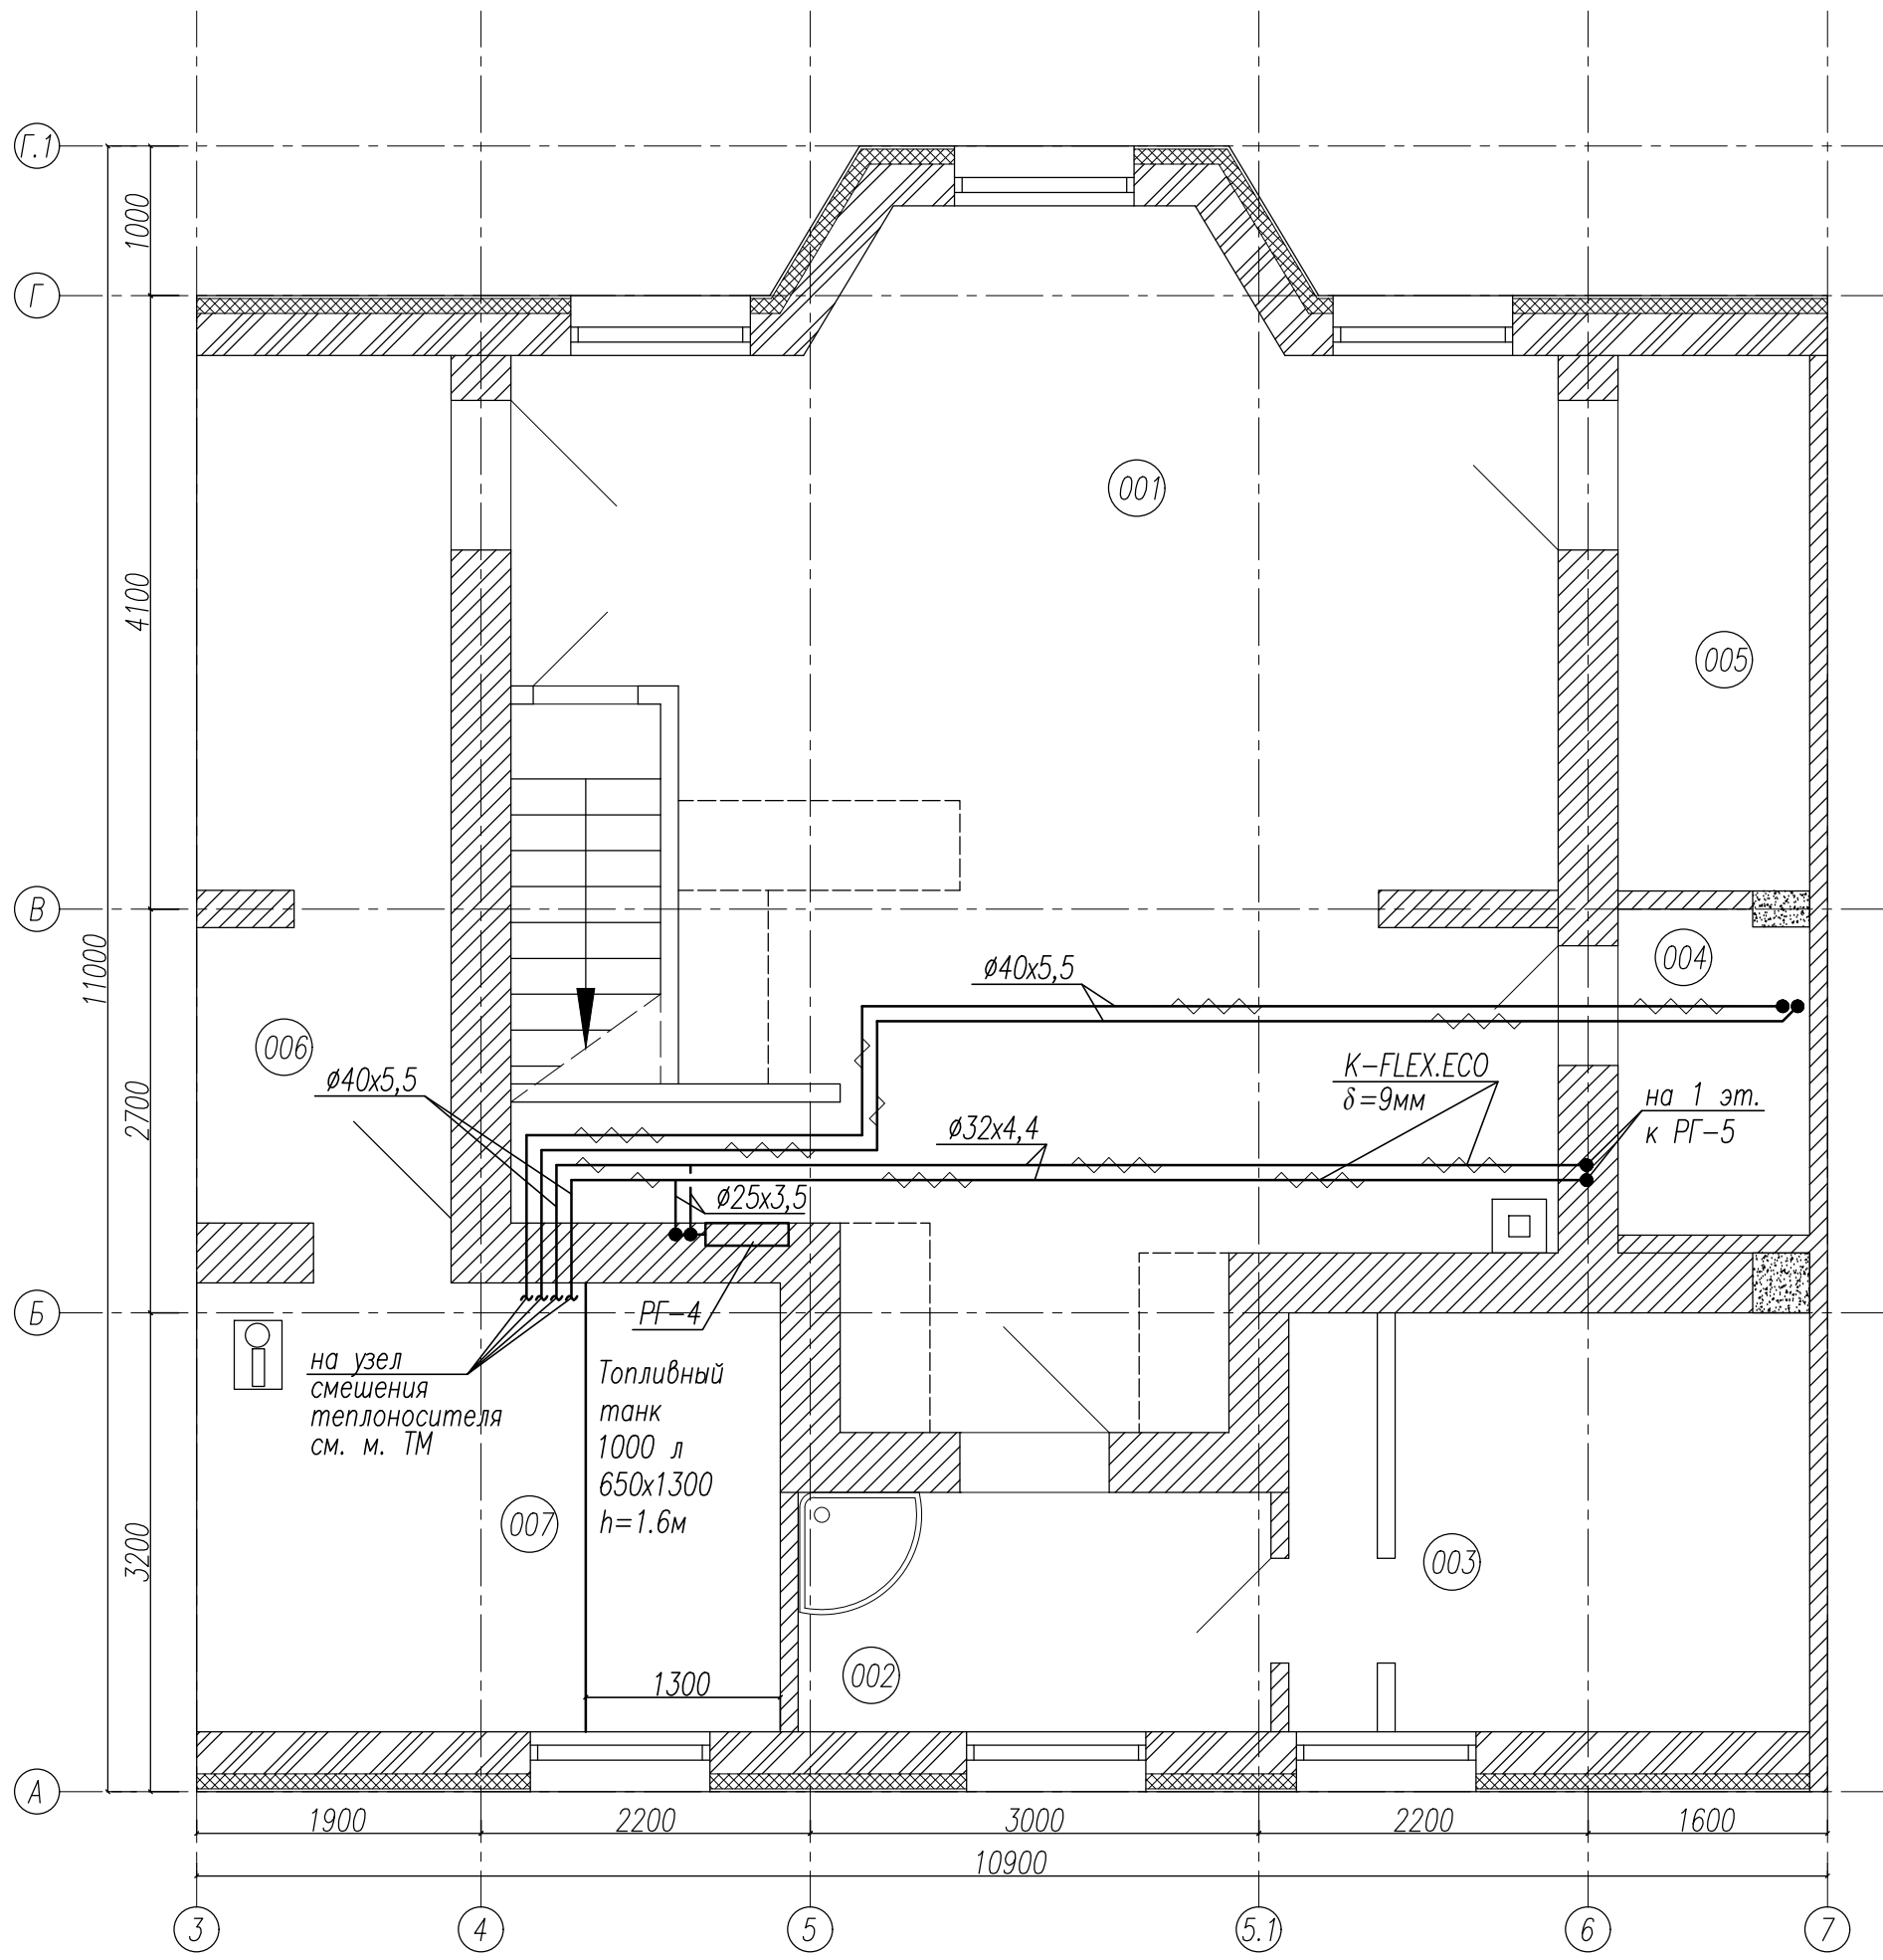 Г.1
1000
Г
001
4100
005
В
11000
004
ø40x5,5
006
ø40x5,5
K-FLEX.ECO
δ=9мм
на 1 эт.
к РГ-5
2700
ø32x4,4
ø25x3,5
Б
РГ-4
на узел
смешения
теплоносителя
см. м. ТМ
Топливный
танк
1000 л
650x1300
h=1.6м
007
003
3200
002
1300
А
1900
2200
3000
2200
1600
10900
3
4
5
5.1
6
7